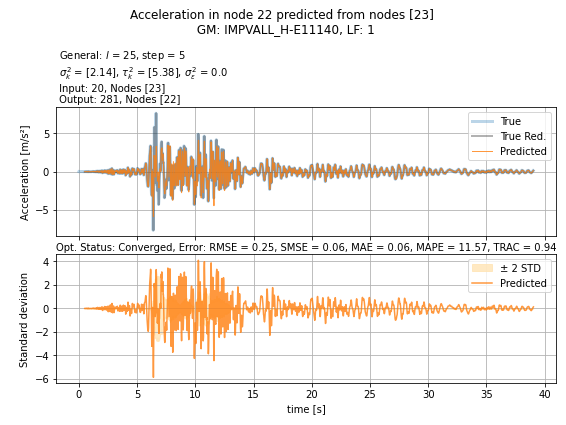 Acceleration in node 22 predicted from nodes [23]
GM: IMPVALL_H-E11140, LF: 1
General: l = 25, step = 5
σ²ₖ = [2.14], τ²ₖ = [5.38], σ²ε = 0.0
Input: 20, Nodes [23]
Output: 281, Nodes [22]
Acceleration [m/s²]
5
0
−5
True
True Red.
Predicted
Opt. Status: Converged, Error: RMSE = 0.25, SMSE = 0.06, MAE = 0.06, MAPE = 11.57, TRAC = 0.94
Standard deviation
4
2
0
−2
−4
−6
± 2 STD
Predicted
0 5 10 15 20 25 30 35 40
time [s]